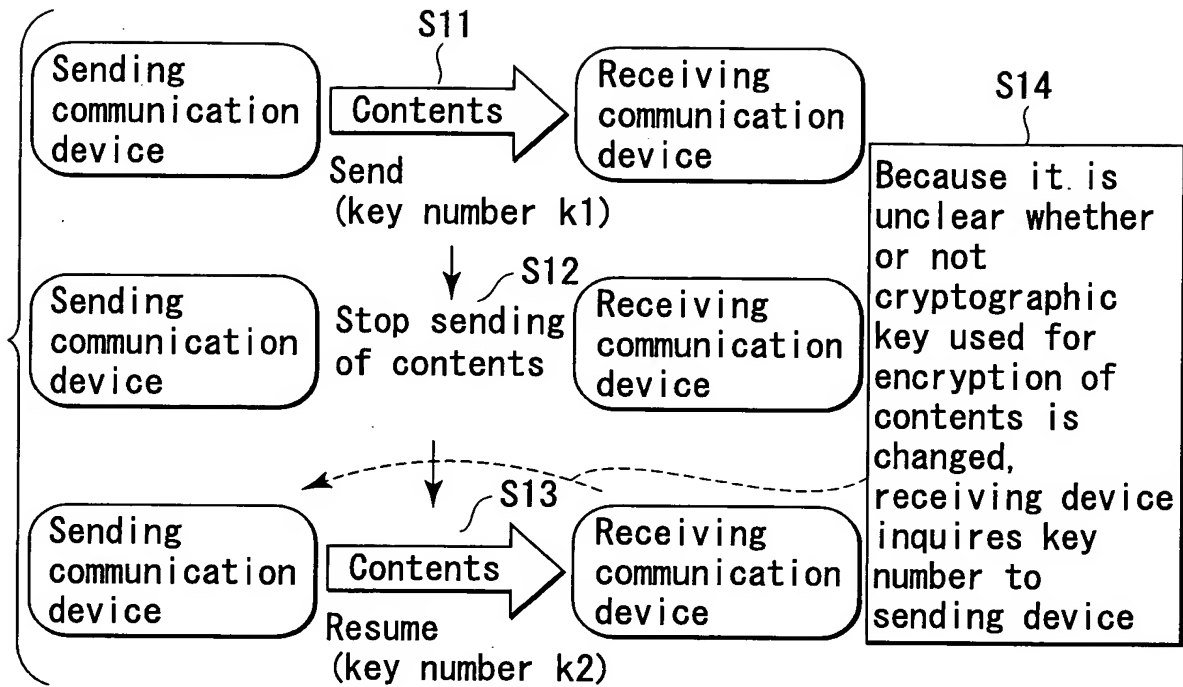 S11
Sending
communication
device
Contents
Receiving
communication
device
Send
(key number k1)
S12
Sending
communication
device
Stop sending
of contents
Receiving
communication
device
S13
Sending
communication
device
Contents
Receiving
communication
device
Resume
(key number k2)
S14
Because it is
unclear whether
or not
cryptographic
key used for
encryption of
contents is
changed,
receiving device
inquires key
number to
sending device